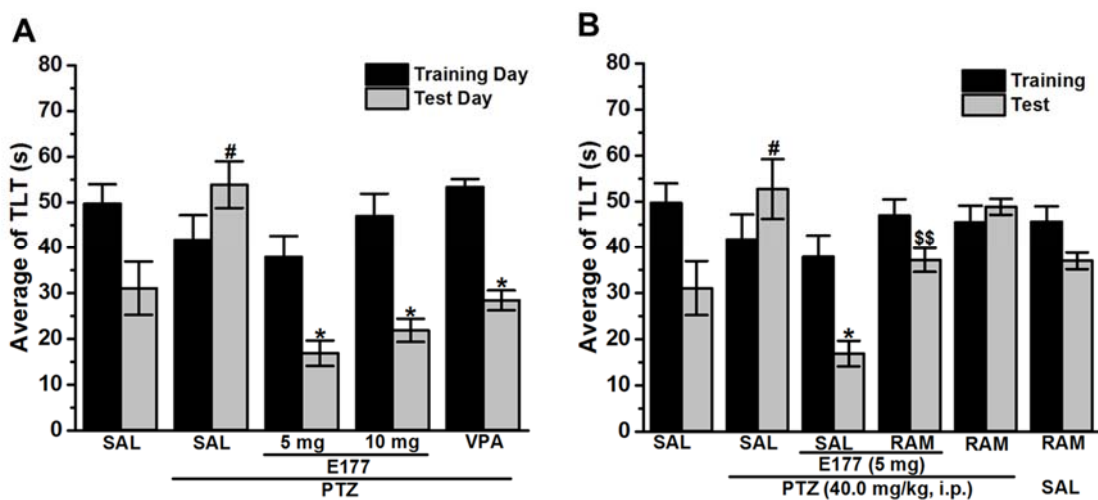 A
Average of TLT (s)
80
70
60
50
40
30
20
10
0
Training Day
Test Day
#
*
*
*
SAL SAL 5 mg 10 mg VPA
E177
PTZ
B
Average of TLT (s)
80
70
60
50
40
30
20
10
0
Training
Test
#
*
$$
SAL SAL SAL RAM RAM RAM
E177 (5 mg)
PTZ (40.0 mg/kg, i.p.) SAL